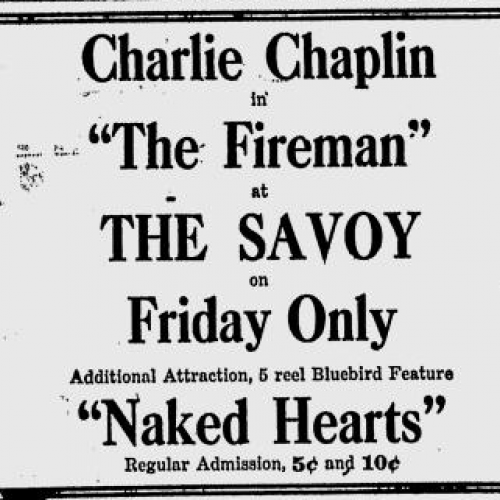 Charlie Chaplin
in
“The Fireman”
at
THE SAVOY
on
Friday Only
Additional Attraction, 5 reel Bluebird Feature
“Naked Hearts”
Regular Admission, 5¢ and 10¢